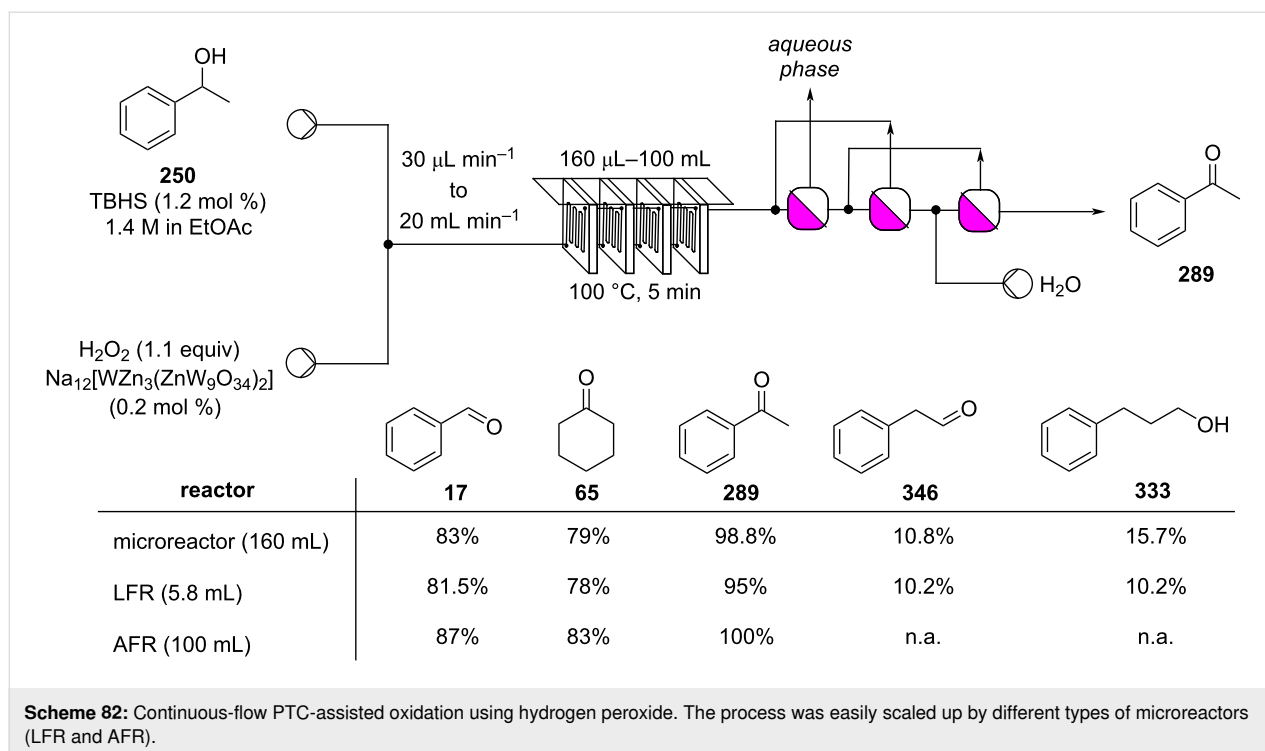 OH
250
TBHS (1.2 mol %)
1.4 M in EtOAc
H₂O₂ (1.1 equiv)
Na₁₂[WZn₃(ZnW₉O₃₄)₂]
(0.2 mol %)
30 μL min⁻¹
to
20 mL min⁻¹
160 μL–100 mL
100 °C, 5 min
aqueous
phase
H₂O
O
289
O
O
O
O
OH
reactor 17 65 289 346 333
microreactor (160 mL) 83% 79% 98.8% 10.8% 15.7%
LFR (5.8 mL) 81.5% 78% 95% 10.2% 10.2%
AFR (100 mL) 87% 83% 100% n.a. n.a.
Scheme 82: Continuous-flow PTC-assisted oxidation using hydrogen peroxide. The process was easily scaled up by different types of microreactors
(LFR and AFR).